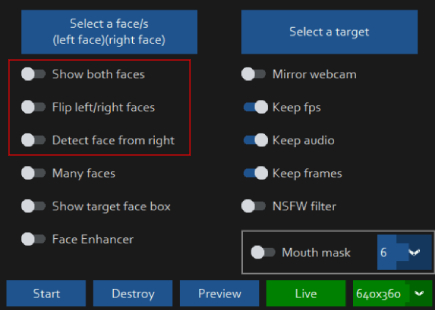 Select a face/s
(left face)(right face)
Select a target
Show both faces
Mirror webcam
Flip left/right faces
Keep fps
Detect face from right
Keep audio
Many faces
Keep frames
Show target face box
NSFW filter
Face Enhancer
Mouth mask
6
Start
Destroy
Preview
Live
640x360